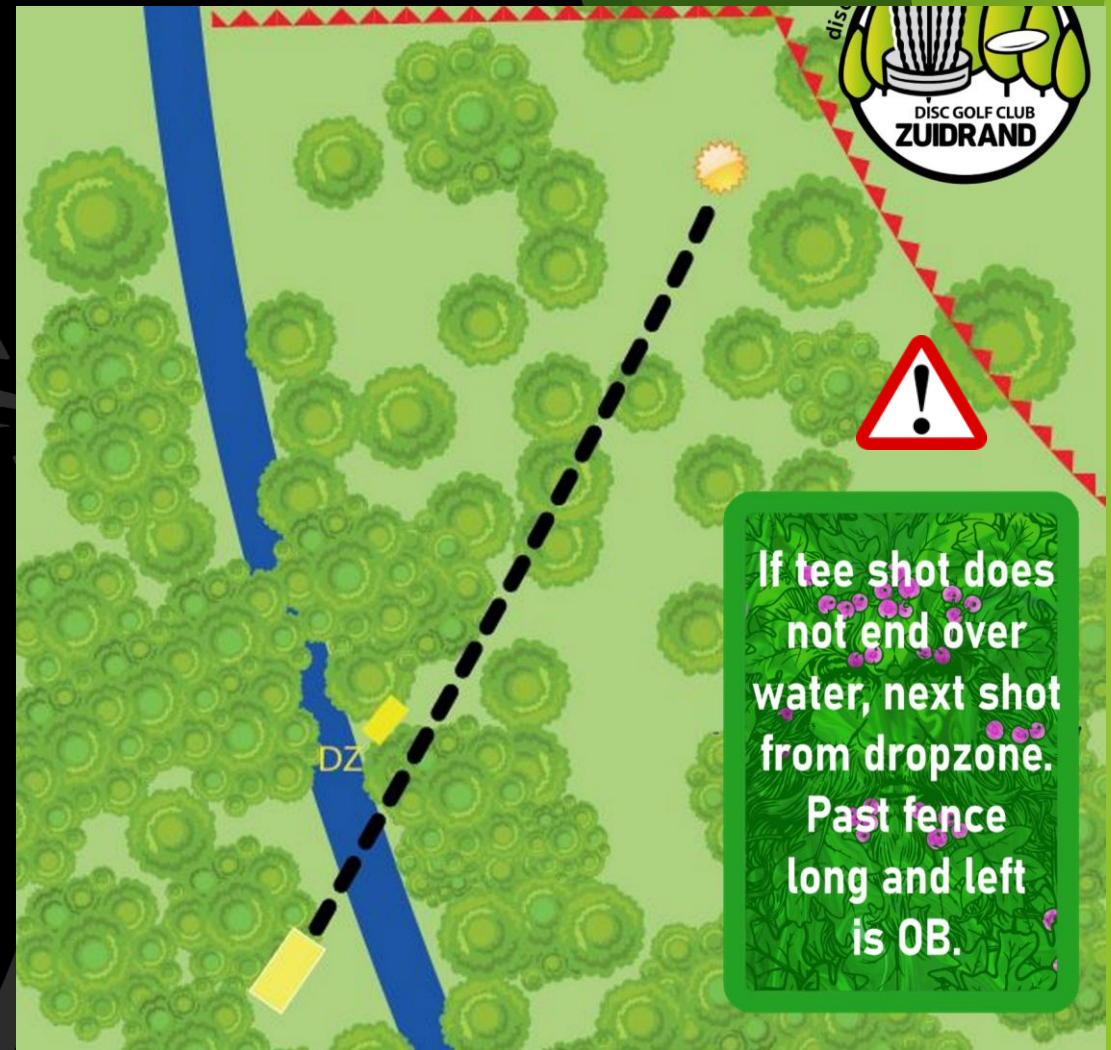 disc
DISC GOLF CLUB
ZUIDRAND
!
DZ
If tee shot does
not end over
water, next shot
from dropzone.
Past fence
long and left
is OB.